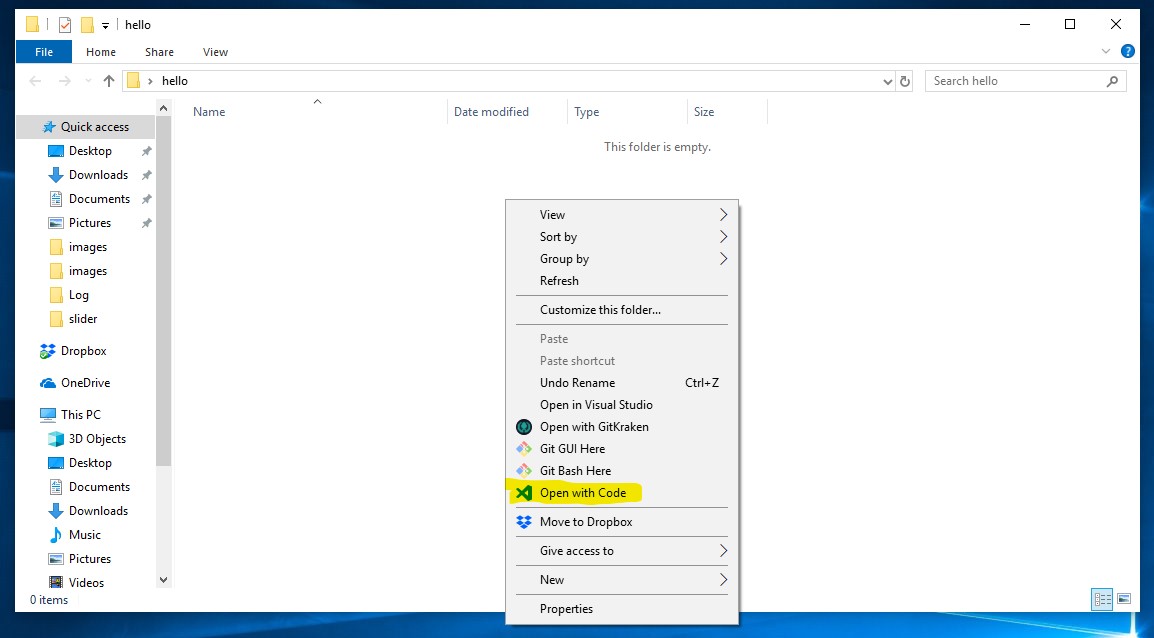 hello
File Home Share View
hello
Search hello
Name Date modified Type Size
This folder is empty.
Quick access
Desktop
Downloads
Documents
Pictures
images
images
Log
slider
Dropbox
OneDrive
This PC
3D Objects
Desktop
Documents
Downloads
Music
Pictures
Videos
View
Sort by
Group by
Refresh
Customize this folder...
Paste
Paste shortcut
Undo Rename Ctrl+Z
Open in Visual Studio
Open with GitKraken
Git GUI Here
Git Bash Here
Open with Code
Move to Dropbox
Give access to
New
Properties
0 items